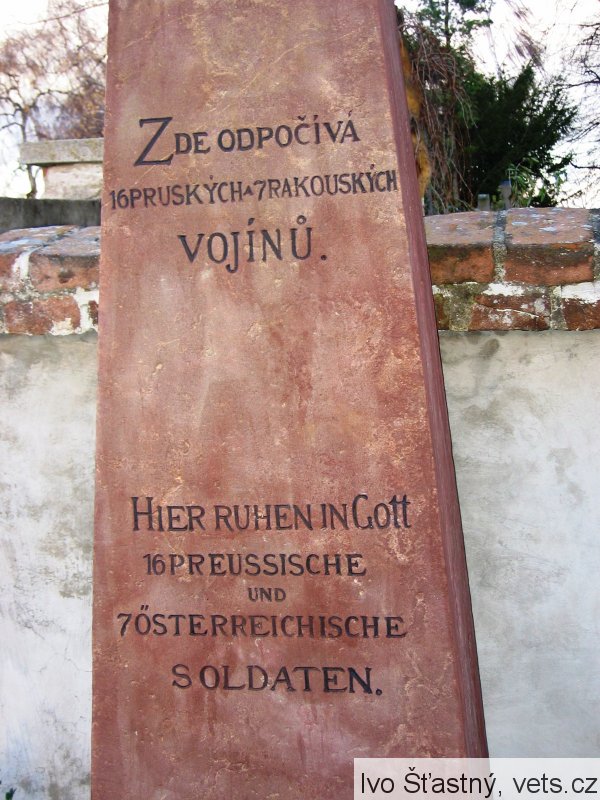 Zde odpočívá
16 pruských a 7 rakouských
vojínů.
Hier ruhen in Gott
16 preussische
und
7 österreichische
Soldaten.
Ivo Šťastný, vets.cz